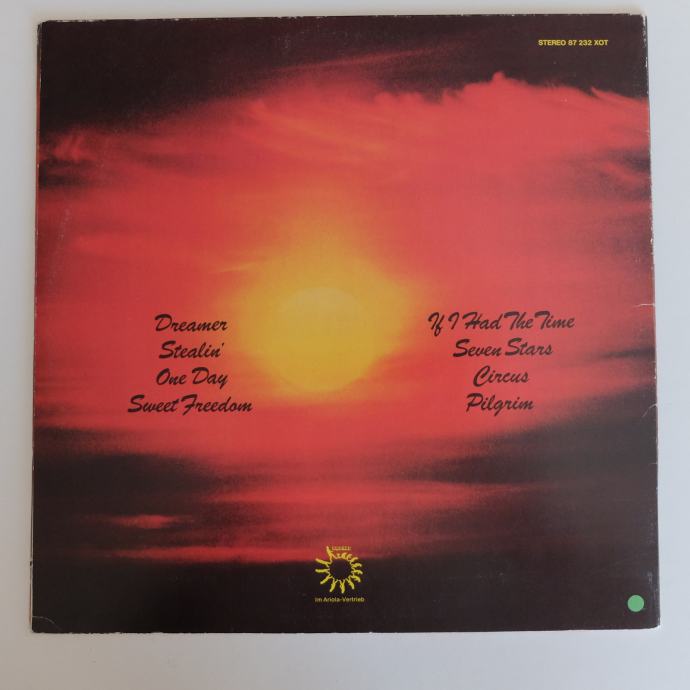 STEREO 87 232 XOT
Dreamer
Stealin'
One Day
Sweet Freedom
If I Had The Time
Seven Stars
Circus
Pilgrim
BRONZE
Im Ariola-Vertrieb